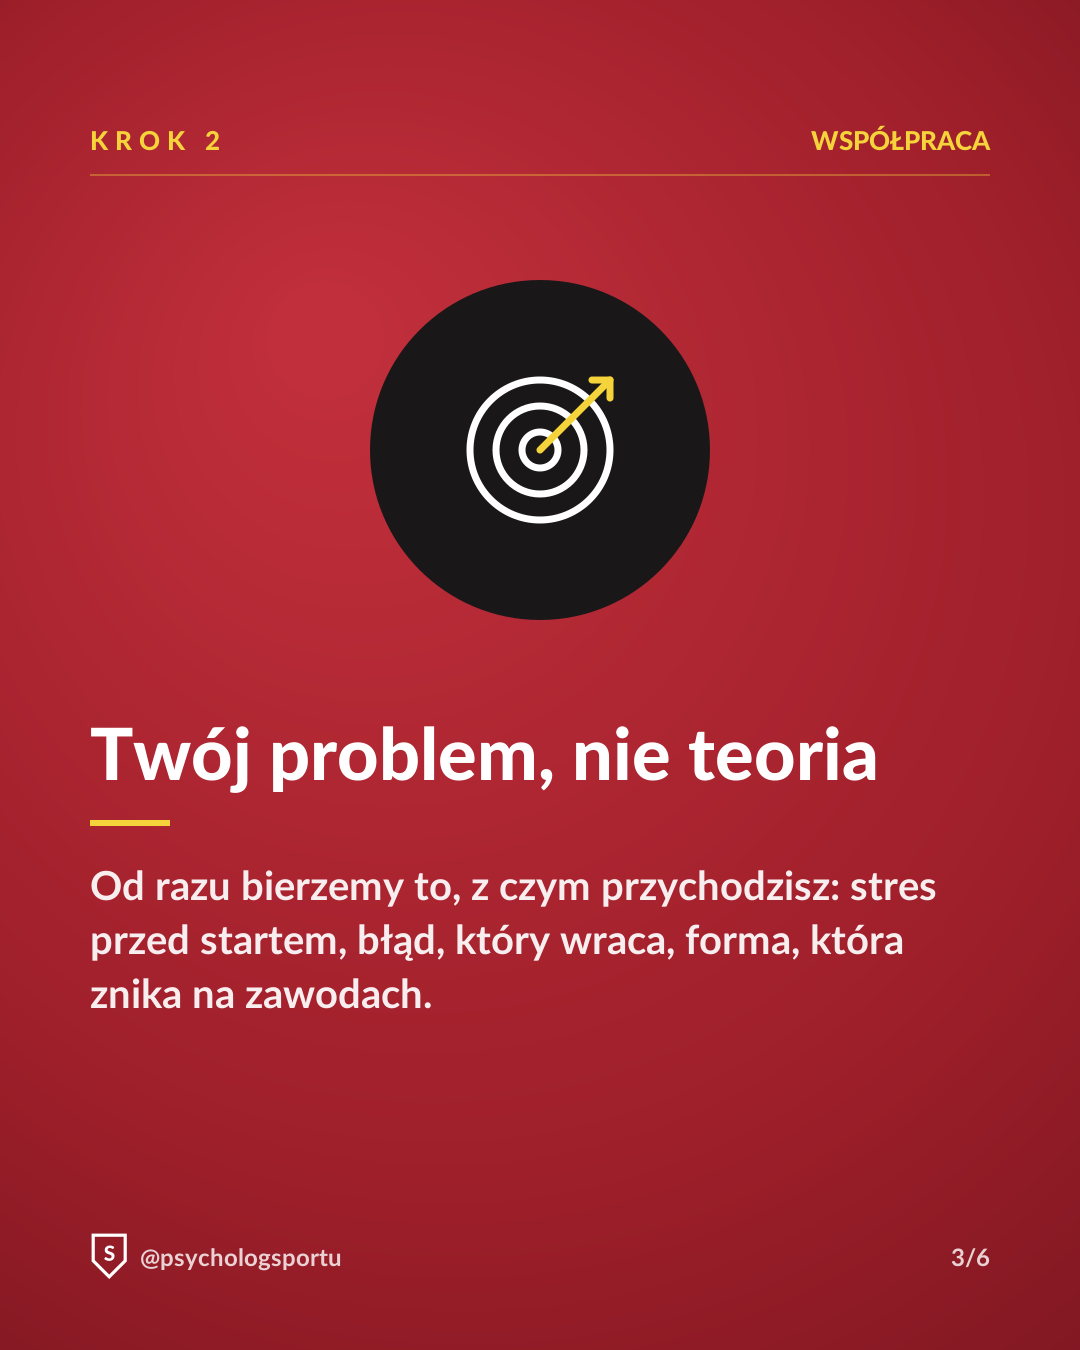 KROK 2
WSPÓŁPRACA
Twój problem, nie teoria
Od razu bierzemy to, z czym przychodzisz: stres
przed startem, błąd, który wraca, forma, która
znika na zawodach.
S
@psychologsportu
3/6